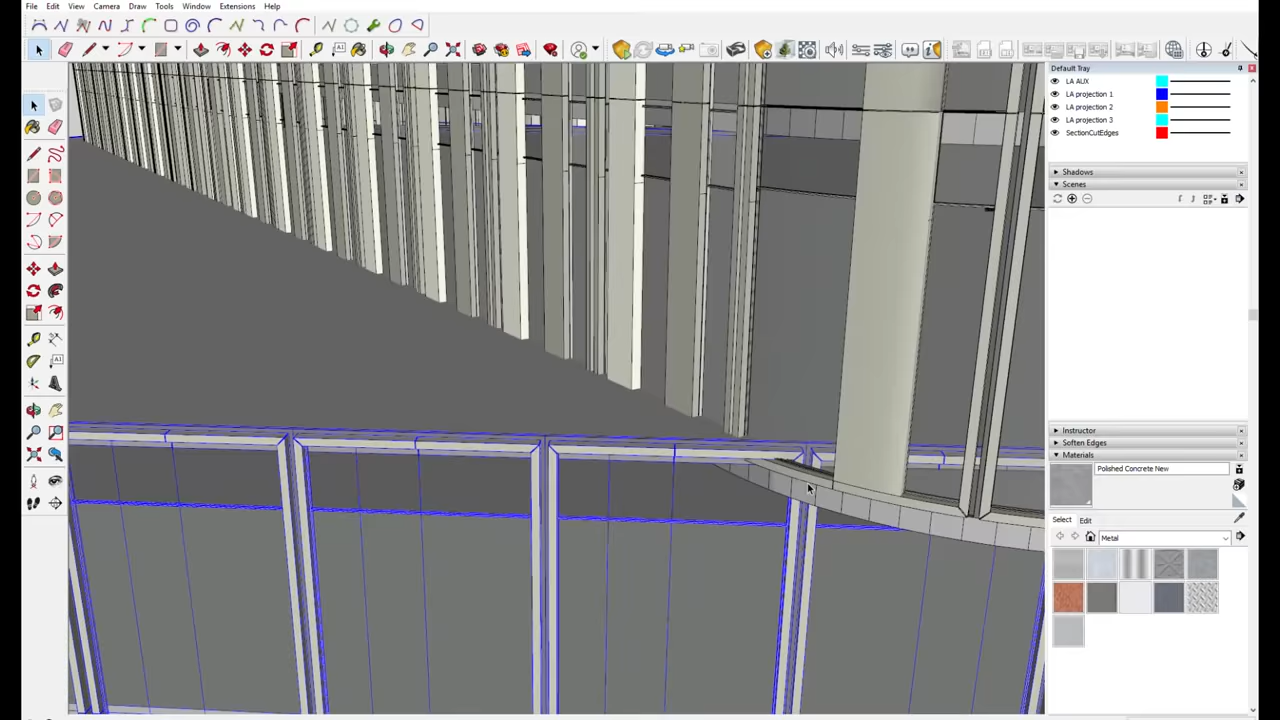 File Edit View Camera Draw Tools Window Extensions Help
Default Tray
LA AUX
LA projection 1
LA projection 2
LA projection 3
SectionCutEdges
Shadows
Scenes
Instructor
Soften Edges
Materials
Polished Concrete New
Select Edit
Metal